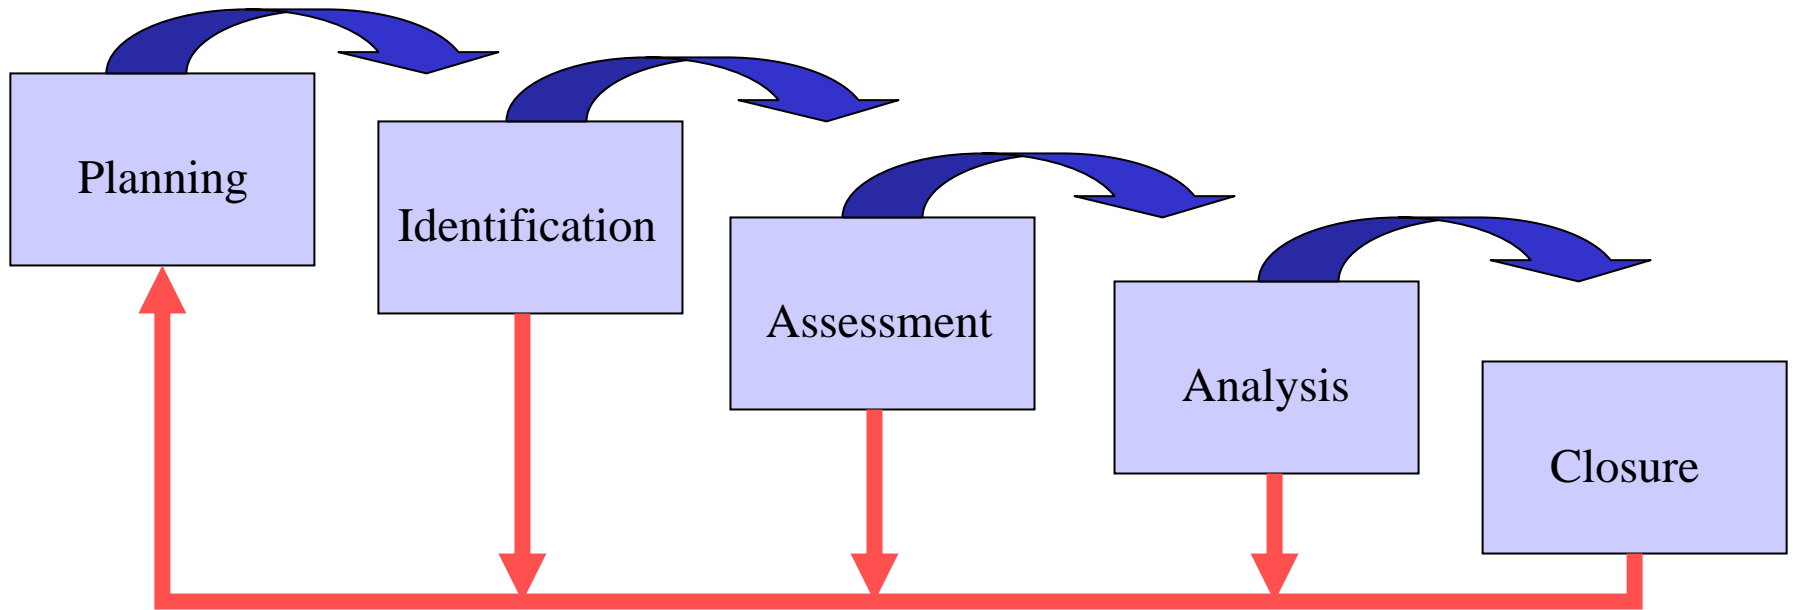 Planning
Identification
Assessment
Analysis
Closure